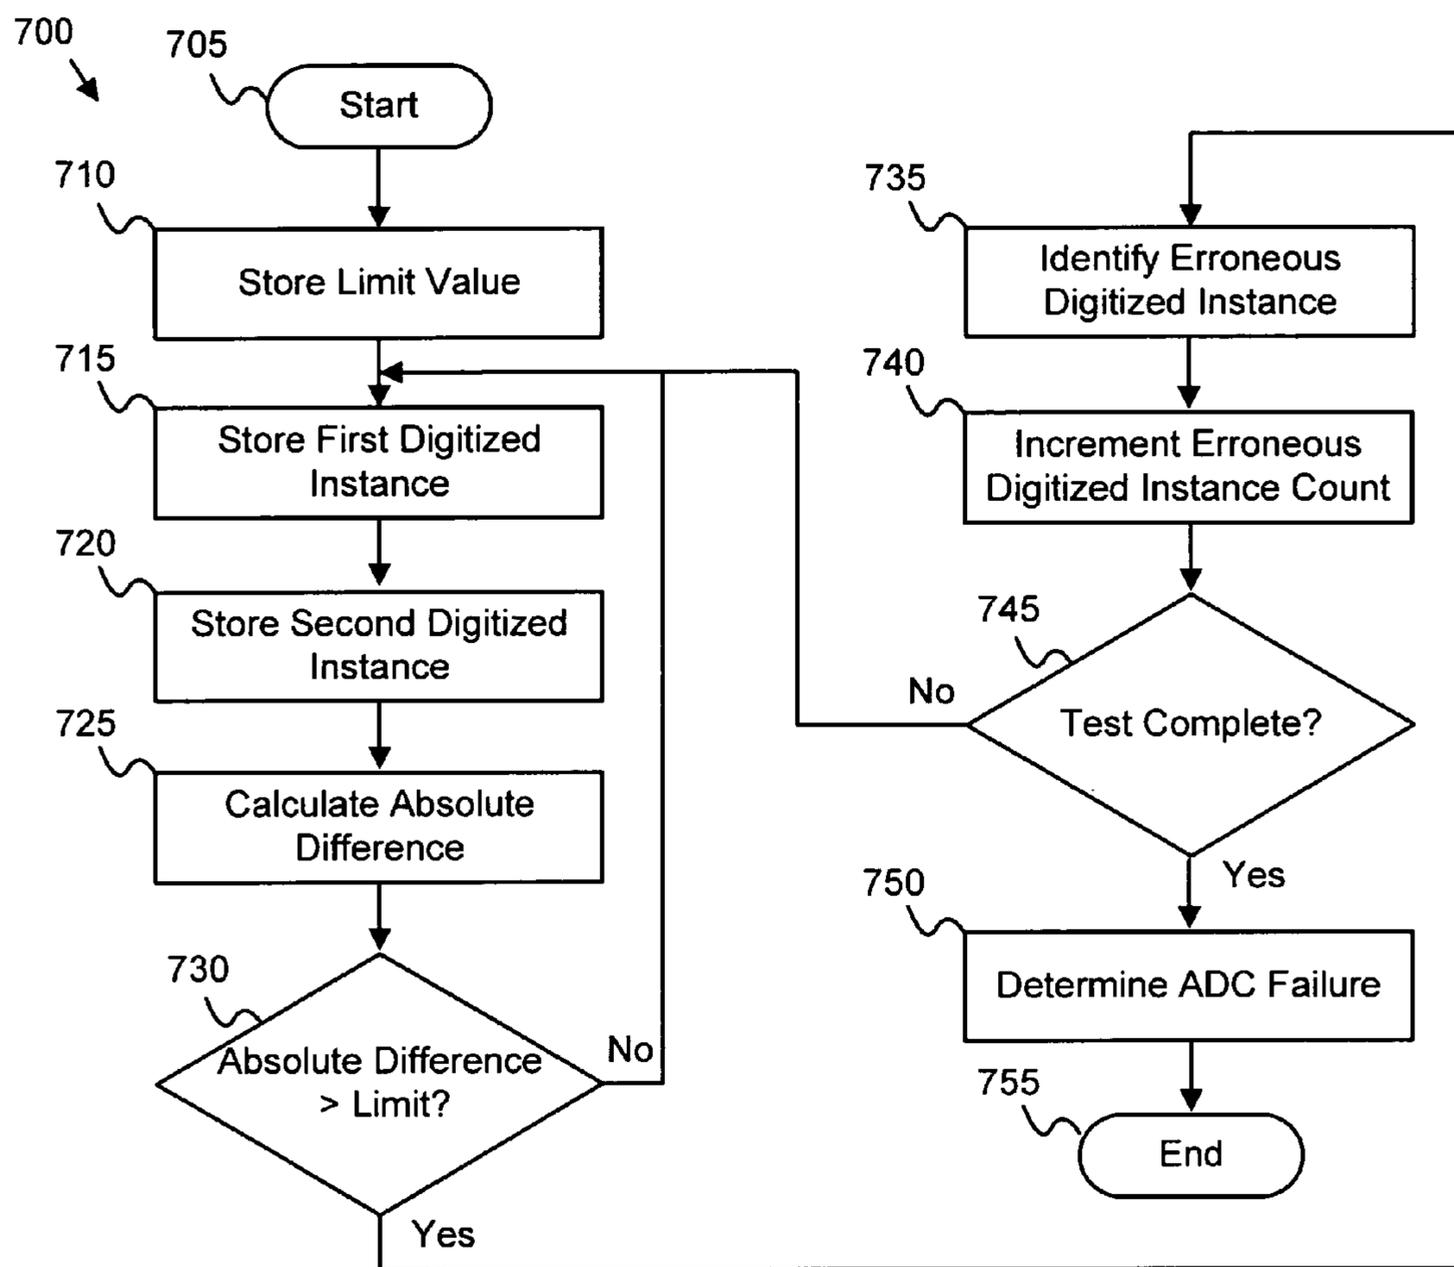 700
705
Start
710
Store Limit Value
715
Store First Digitized
Instance
720
Store Second Digitized
Instance
725
Calculate Absolute
Difference
730
Absolute Difference
> Limit?
No
Yes
735
Identify Erroneous
Digitized Instance
740
Increment Erroneous
Digitized Instance Count
745
No
Test Complete?
Yes
750
Determine ADC Failure
755
End